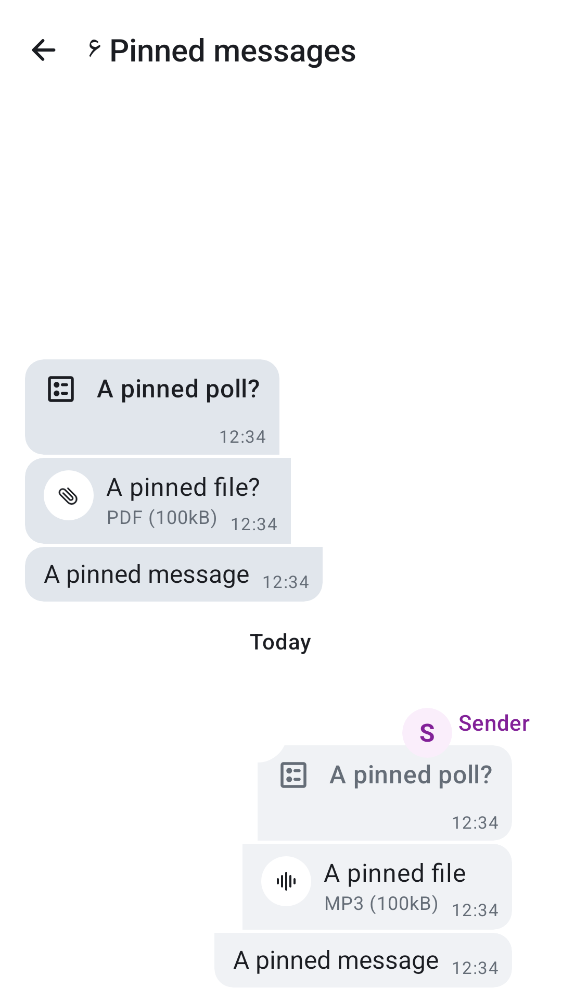 ؤ Pinned messages
A pinned poll?
12:34
A pinned file?
PDF (100kB) 12:34
A pinned message 12:34
Today
S Sender
A pinned poll?
12:34
A pinned file
MP3 (100kB) 12:34
A pinned message 12:34